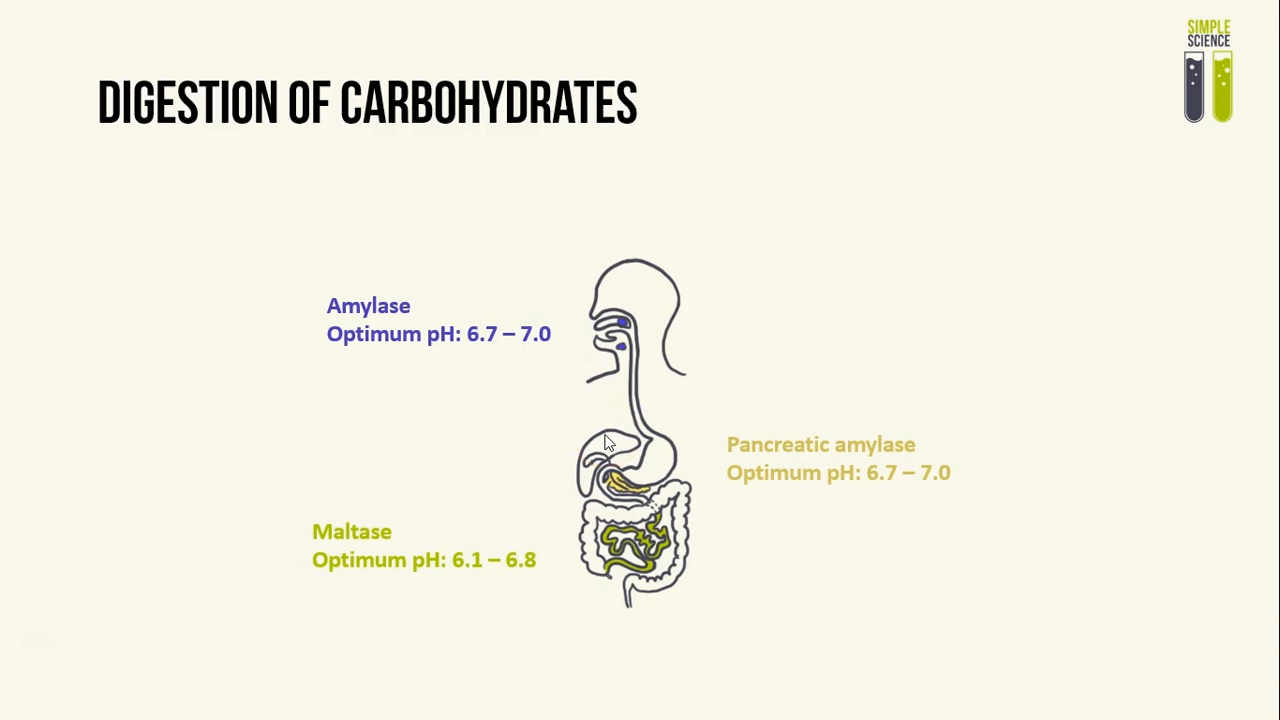 SIMPLE
SCIENCE
DIGESTION OF CARBOHYDRATES
Amylase
Optimum pH: 6.7 – 7.0
Pancreatic amylase
Optimum pH: 6.7 – 7.0
Maltase
Optimum pH: 6.1 – 6.8